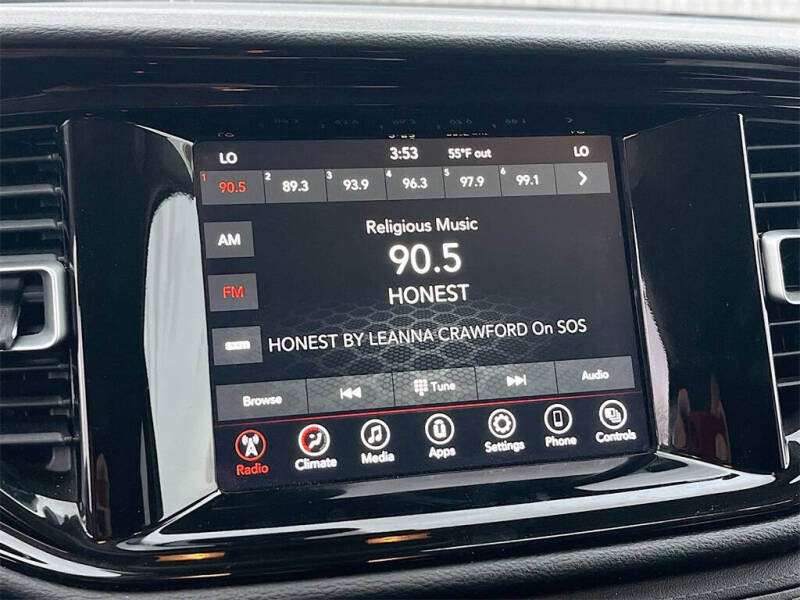 LO 3:53 55°F out LO
1 90.5 2 89.3 3 93.9 4 96.3 5 97.9 6 99.1
Religious Music
AM
90.5
FM
HONEST
sxm
HONEST BY LEANNA CRAWFORD On SOS
Browse Tune Audio
Radio Climate Media Apps Settings Phone Controls